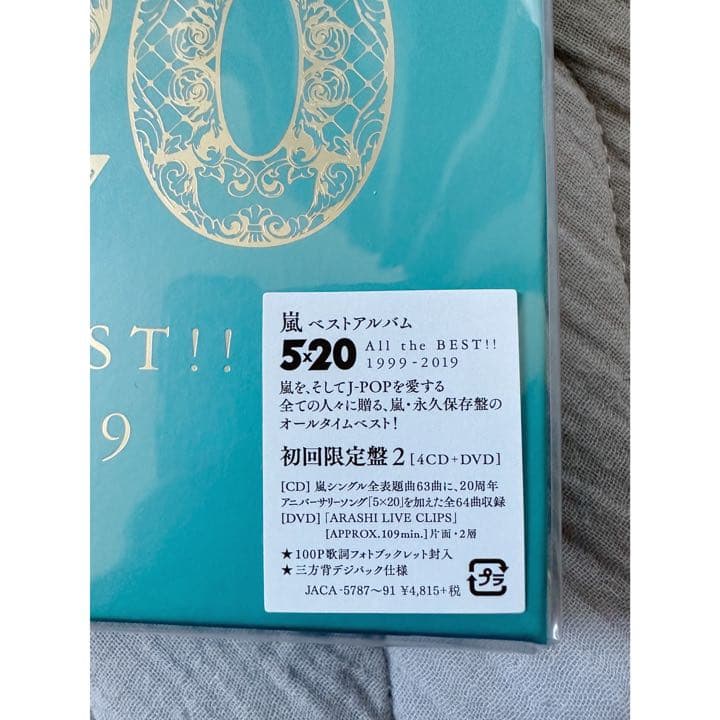 20
ST!!
9
嵐 ベストアルバム
5×20 All the BEST!!
1999-2019
嵐を、そしてJ-POPを愛する
全ての人々に贈る、嵐・永久保存盤の
オールタイムベスト!
初回限定盤2 [4CD+DVD]
[CD] 嵐シングル全表題曲63曲に、20周年
アニバーサリーソング「5×20」を加えた全64曲収録
[DVD]「ARASHI LIVE CLIPS」
[APPROX.109min.]片面・2層
★100P歌詞フォトブックレット封入
★三方背デジパック仕様
JACA-5787〜91 ¥4,815+税
プラ